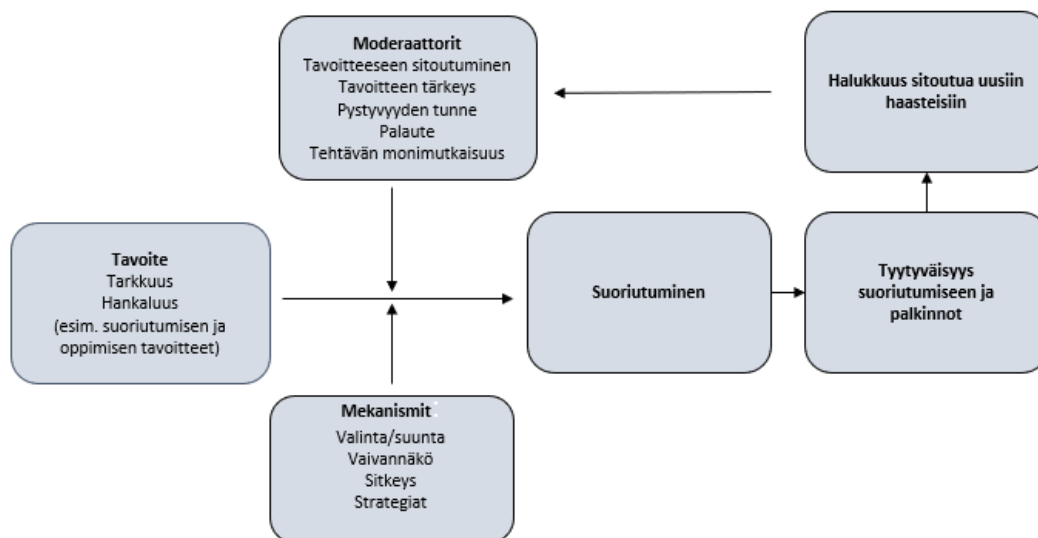 Moderaattorit
Tavoitteeseen sitoutuminen
Tavoitteen tärkeys
Pystyvyyden tunne
Palaute
Tehtävän monimutkaisuus
Halukkuus sitoutua uusiin
haasteisiin
Tavoite
Tarkkuus
Hankaluus
(esim. suoriutumisen ja
oppimisen tavoitteet)
Suoriutuminen
Tyytyväisyys
suoriutumiseen ja
palkinnot
Mekanismit:
Valinta/suunta
Vaivannäkö
Sitkeys
Strategiat